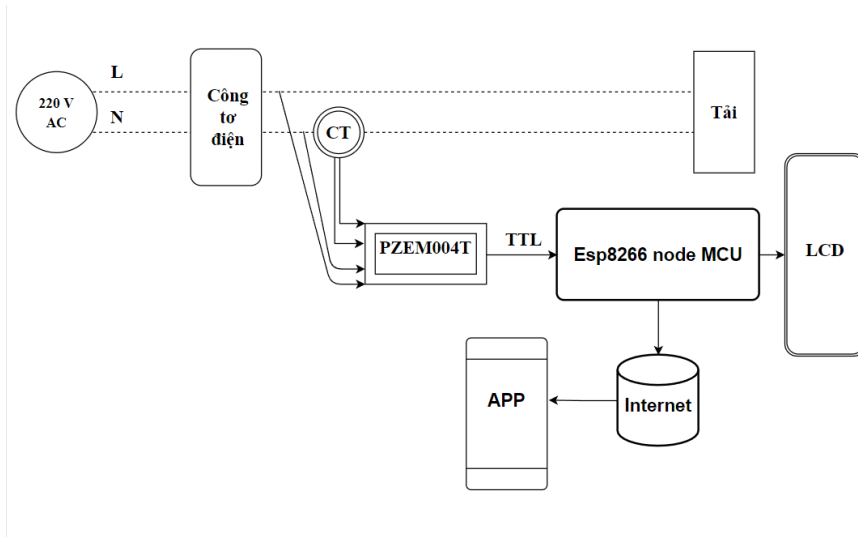 L
220 V
AC
N
Công
tơ
điện
CT
Tải
PZEM004T
TTL
Esp8266 node MCU
LCD
APP
Internet